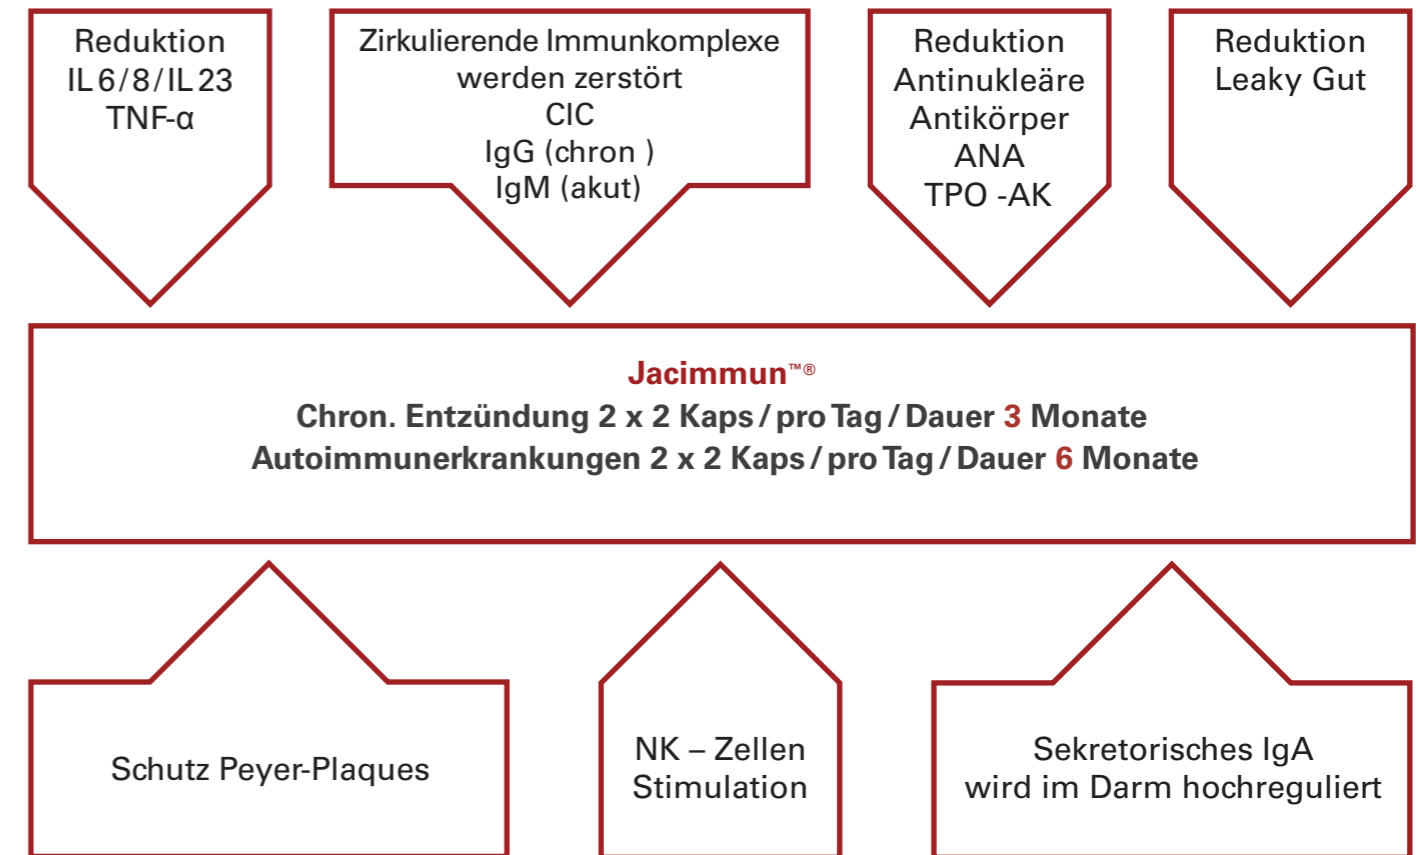 Reduktion
IL 6/8/IL 23
TNF-α
Zirkulierende Immunkomplexe
werden zerstört
CIC
IgG (chron )
IgM (akut)
Reduktion
Antinukleäre
Antikörper
ANA
TPO -AK
Reduktion
Leaky Gut
Jacimmun™®
Chron. Entzündung 2 x 2 Kaps / pro Tag / Dauer 3 Monate
Autoimmunerkrankungen 2 x 2 Kaps / pro Tag / Dauer 6 Monate
Schutz Peyer-Plaques
NK – Zellen
Stimulation
Sekretorisches IgA
wird im Darm hochreguliert